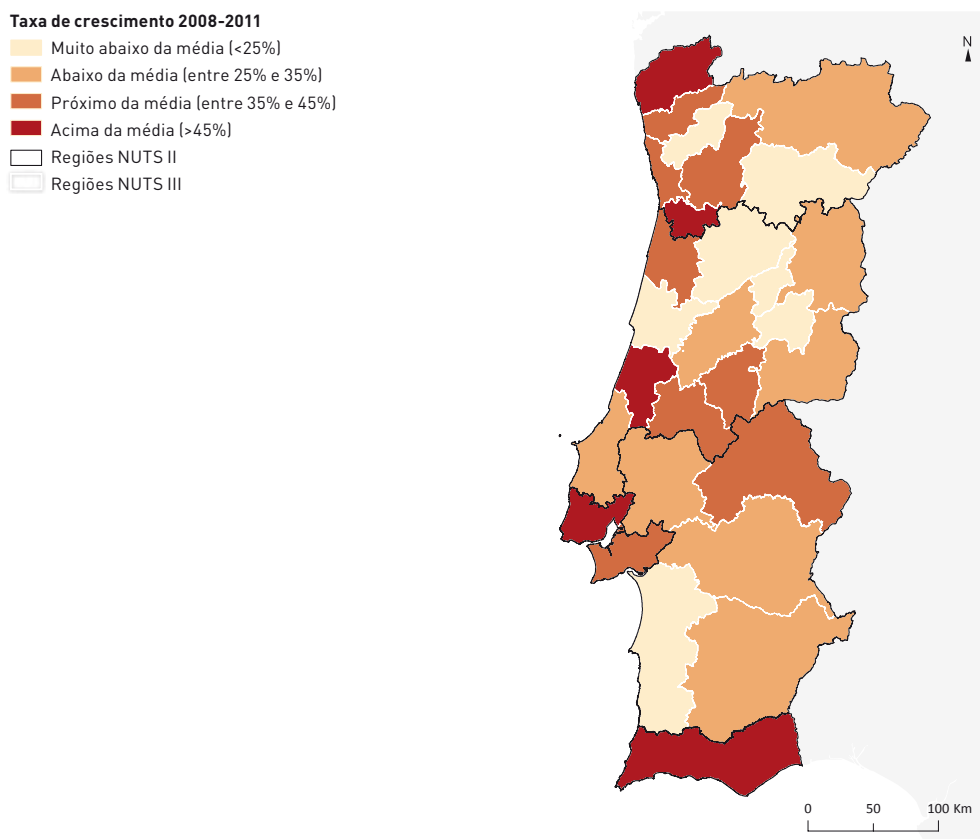 Taxa de crescimento 2008-2011
Muito abaixo da média (<25%)
Abaixo da média (entre 25% e 35%)
Próximo da média (entre 35% e 45%)
Acima da média (>45%)
Regiões NUTS II
Regiões NUTS III
N
0 50 100 Km